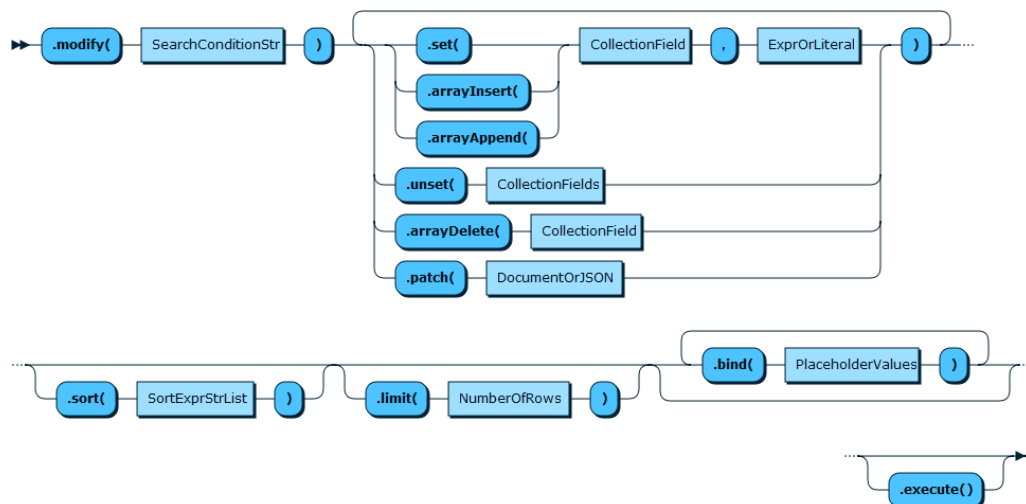 .modify( SearchConditionStr ) .set( CollectionField , ExprOrLiteral )
.arrayInsert(
.arrayAppend(
.unset( CollectionFields
.arrayDelete( CollectionField
.patch( DocumentOrJSON
.bind( PlaceholderValues )
.sort( SortExprStrList ) .limit( NumberOfRows )
.execute()